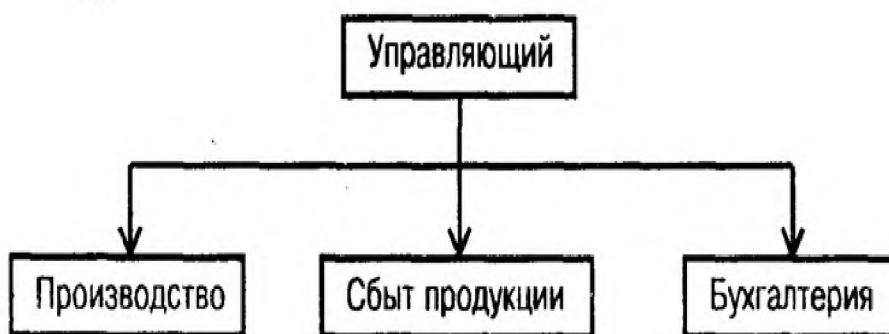 Управляющий
Производство
Сбыт продукции
Бухгалтерия